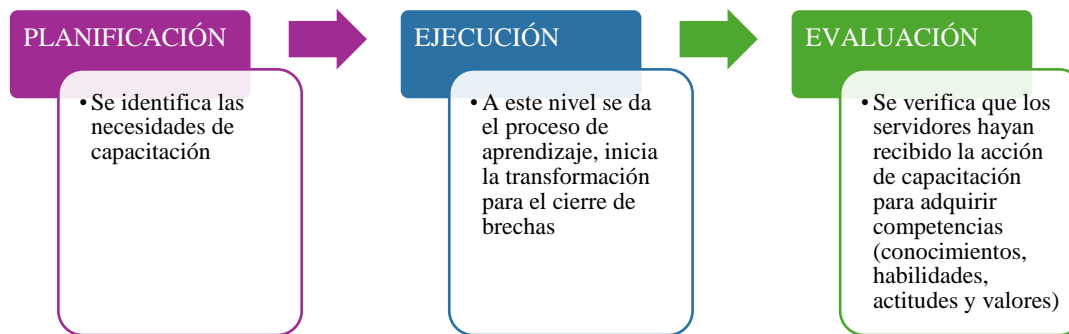 PLANIFICACIÓN
• Se identifica las
necesidades de
capacitación
EJECUCIÓN
• A este nivel se da
el proceso de
aprendizaje, inicia
la transformación
para el cierre de
brechas
EVALUACIÓN
• Se verifica que los
servidores hayan
recibido la acción
de capacitación
para adquirir
competencias
(conocimientos,
habilidades,
actitudes y valores)